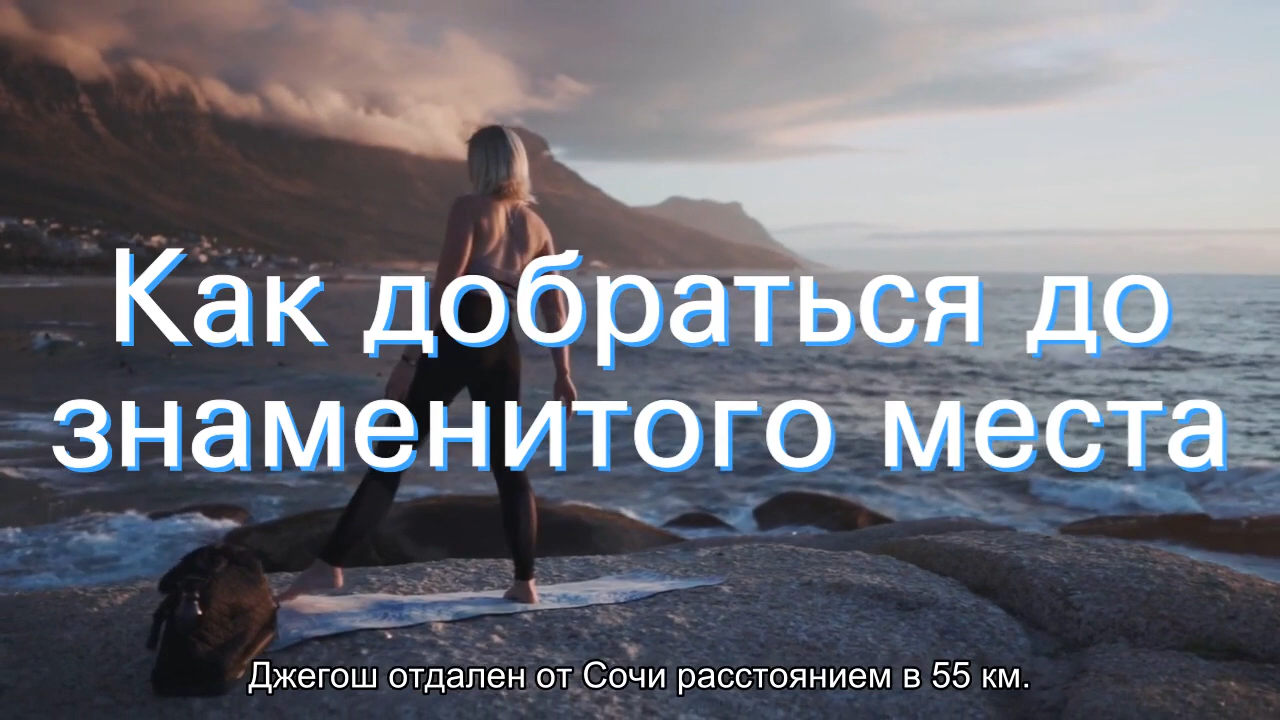 Как добраться до
знаменитого места
Джегош отдален от Сочи расстоянием в 55 км.